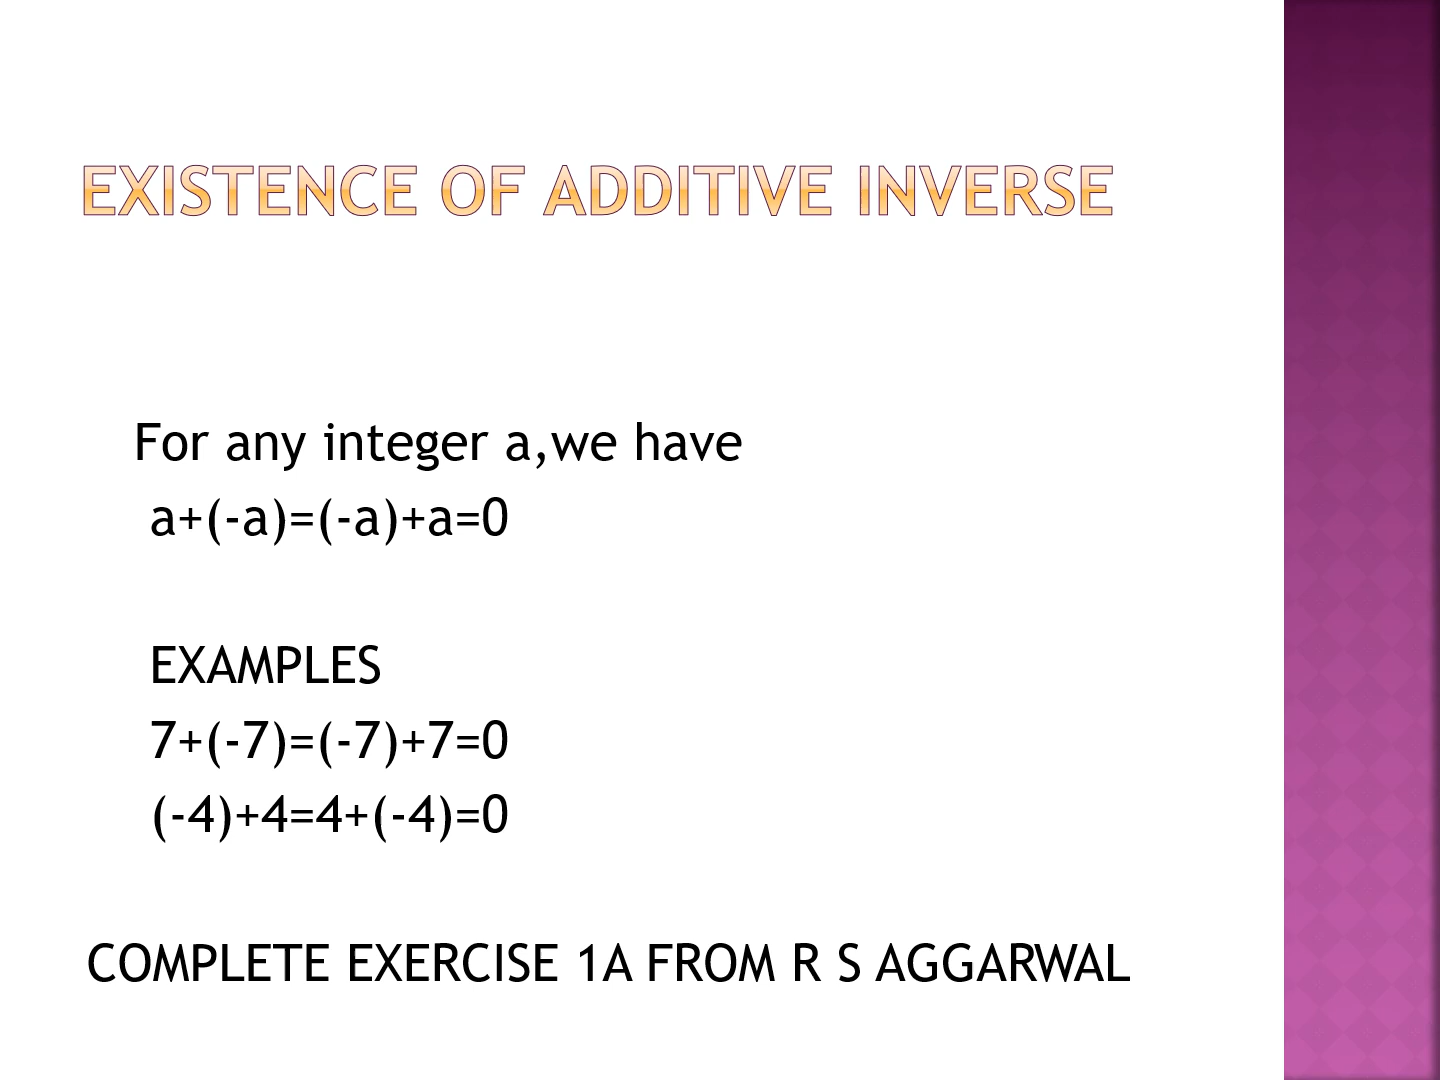 EXISTENCE OF ADDITIVE INVERSE
For any integer a,we have
a+(-a)=(-a)+a=0
EXAMPLES
7+(-7)=(-7)+7=0
(-4)+4=4+(-4)=0
COMPLETE EXERCISE 1A FROM R S AGGARWAL